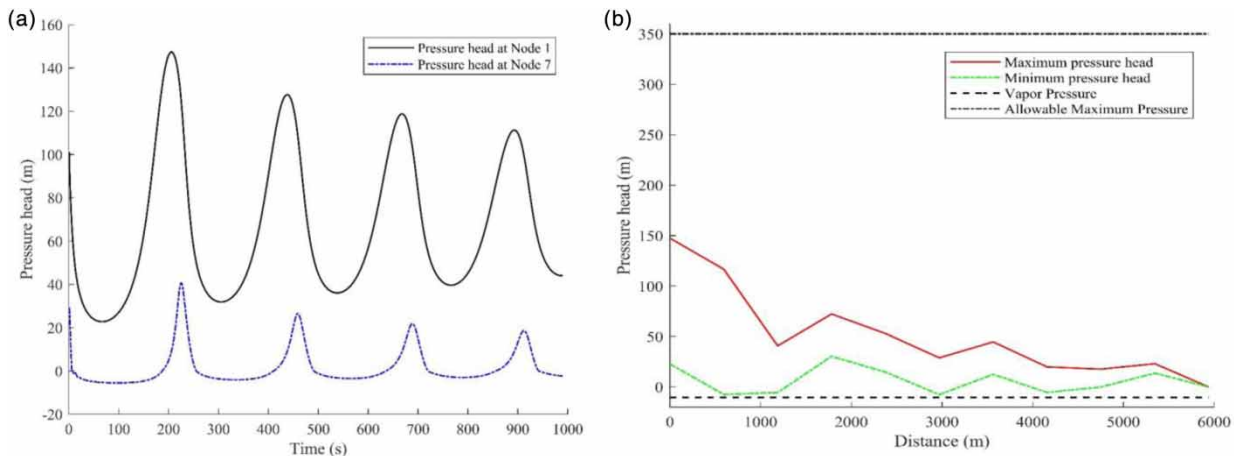 (a)
160
140
120
100
80
60
40
20
0
-20
Pressure head (m)
Pressure head at Node 1
Pressure head at Node 7
0 100 200 300 400 500 600 700 800 900 1000
Time (s)
(b)
350
300
250
200
150
100
50
0
Pressure head (m)
Maximum pressure head
Minimum pressure head
Vapor Pressure
Allowable Maximum Pressure
0 1000 2000 3000 4000 5000 6000
Distance (m)